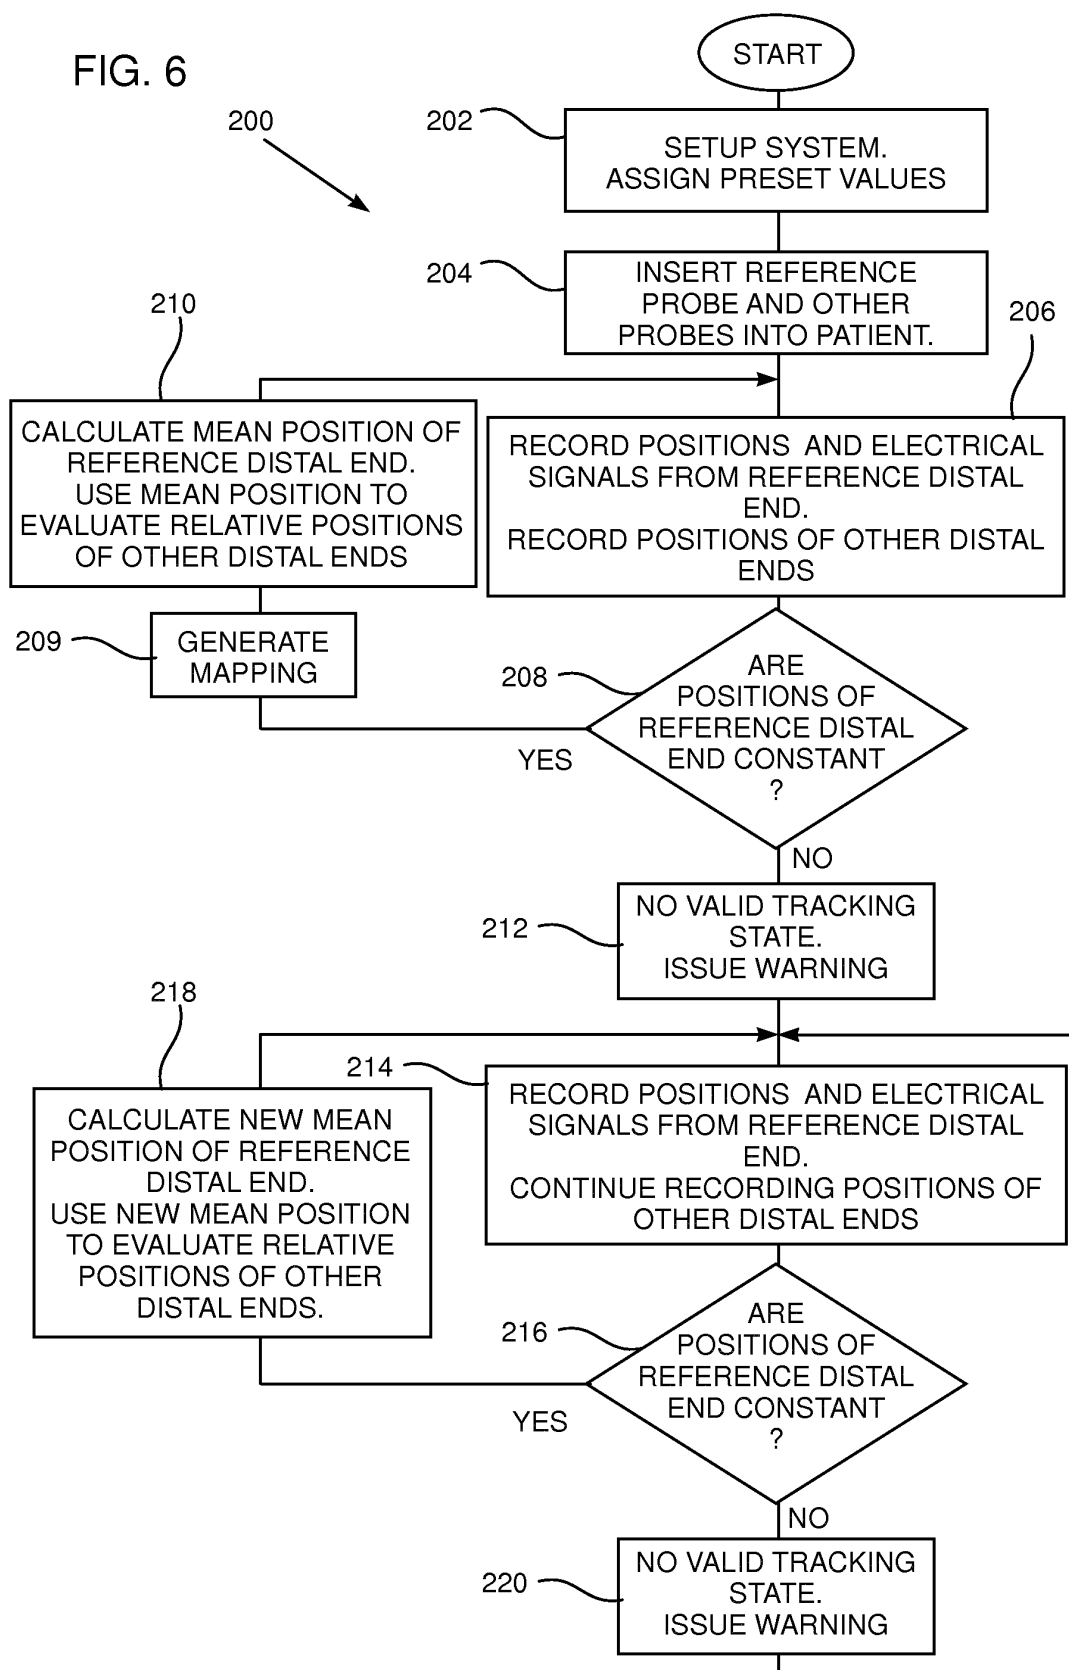 FIG. 6
START
200
202
SETUP SYSTEM.
ASSIGN PRESET VALUES
204
INSERT REFERENCE
PROBE AND OTHER
PROBES INTO PATIENT.
210
206
CALCULATE MEAN POSITION OF
REFERENCE DISTAL END.
USE MEAN POSITION TO
EVALUATE RELATIVE POSITIONS
OF OTHER DISTAL ENDS
RECORD POSITIONS AND ELECTRICAL
SIGNALS FROM REFERENCE DISTAL
END.
RECORD POSITIONS OF OTHER DISTAL
ENDS
209
GENERATE
MAPPING
208
ARE
POSITIONS OF
REFERENCE DISTAL
END CONSTANT
?
YES
NO
212
NO VALID TRACKING
STATE.
ISSUE WARNING
218
214
RECORD POSITIONS AND ELECTRICAL
SIGNALS FROM REFERENCE DISTAL
END.
CONTINUE RECORDING POSITIONS OF
OTHER DISTAL ENDS
CALCULATE NEW MEAN
POSITION OF REFERENCE
DISTAL END.
USE NEW MEAN POSITION
TO EVALUATE RELATIVE
POSITIONS OF OTHER
DISTAL ENDS.
216
ARE
POSITIONS OF
REFERENCE DISTAL
END CONSTANT
?
YES
NO
220
NO VALID TRACKING
STATE.
ISSUE WARNING